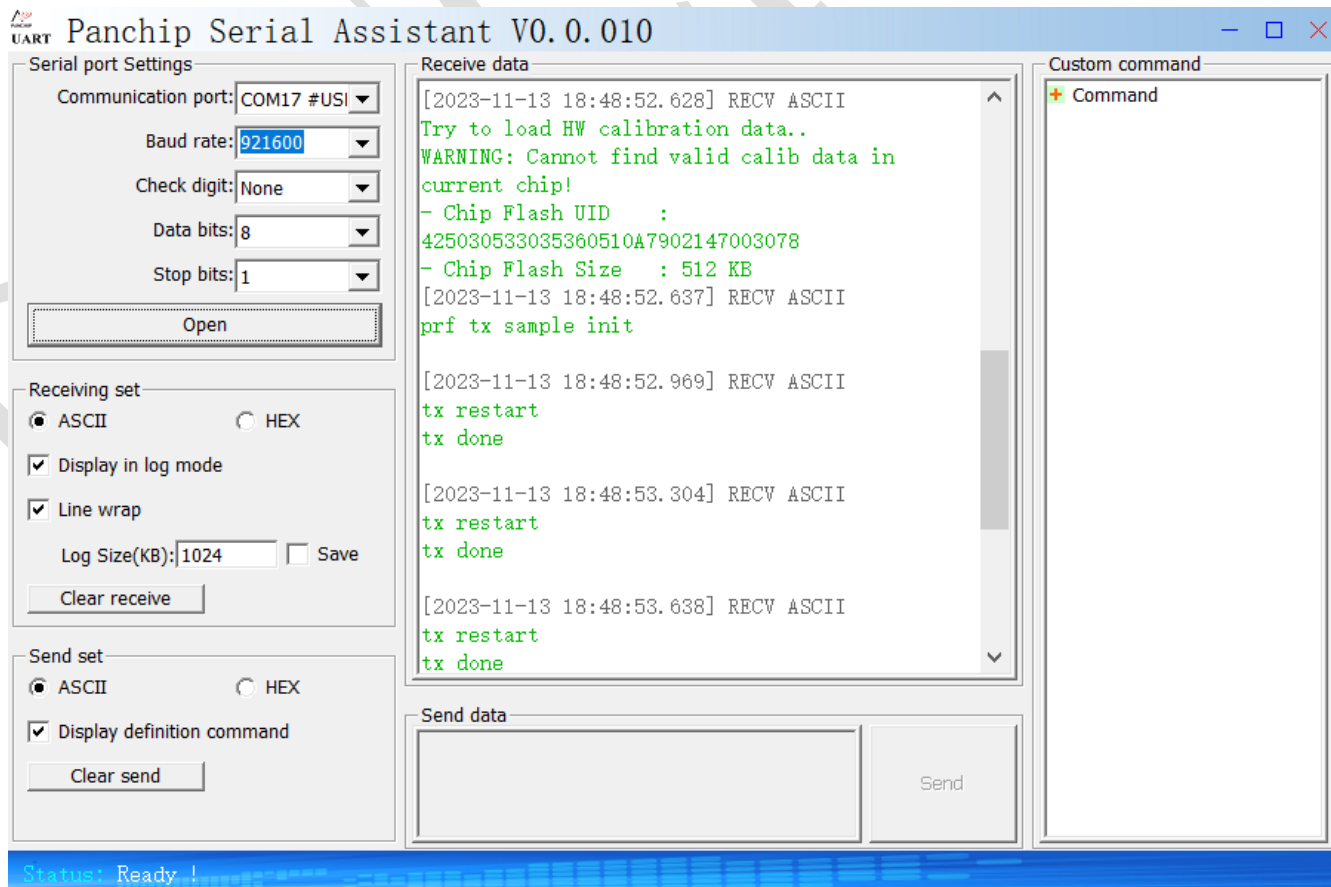 UART Panchip Serial Assistant V0.0.010
Serial port Settings
Communication port: COM17 #USI
Baud rate: 921600
Check digit: None
Data bits: 8
Stop bits: 1
Open
Receiving set
ASCII HEX
Display in log mode
Line wrap
Log Size(KB): 1024 Save
Clear receive
Send set
ASCII HEX
Display definition command
Clear send
Receive data
[2023-11-13 18:48:52.628] RECV ASCII
Try to load HW calibration data..
WARNING: Cannot find valid calib data in
current chip!
- Chip Flash UID :
425030533035360510A7902147003078
- Chip Flash Size : 512 KB
[2023-11-13 18:48:52.637] RECV ASCII
prf tx sample init
[2023-11-13 18:48:52.969] RECV ASCII
tx restart
tx done
[2023-11-13 18:48:53.304] RECV ASCII
tx restart
tx done
[2023-11-13 18:48:53.638] RECV ASCII
tx restart
tx done
Send data
Send
Custom command
Command
Status: Ready !